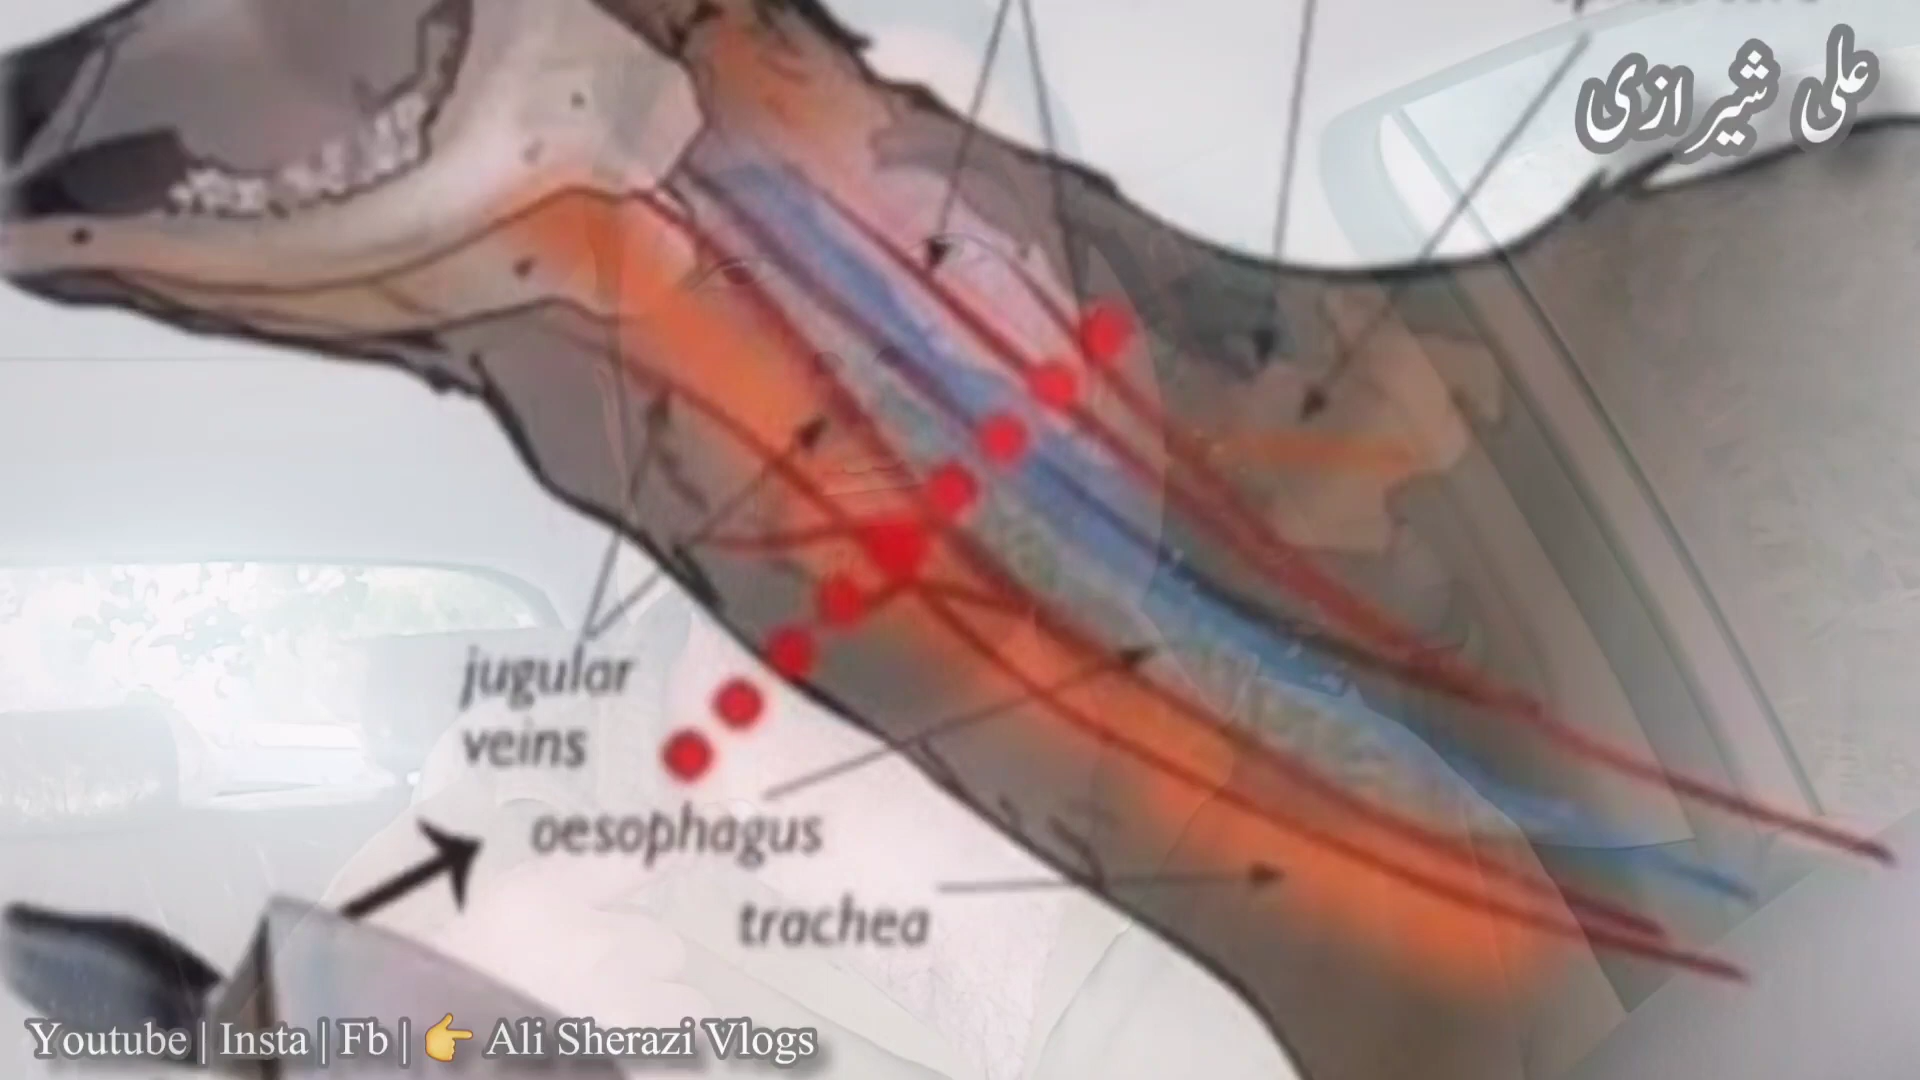 علی شیرازی
jugular
veins
oesophagus
trachea
Youtube | Insta | Fb | 👉 Ali Sherazi Vlogs